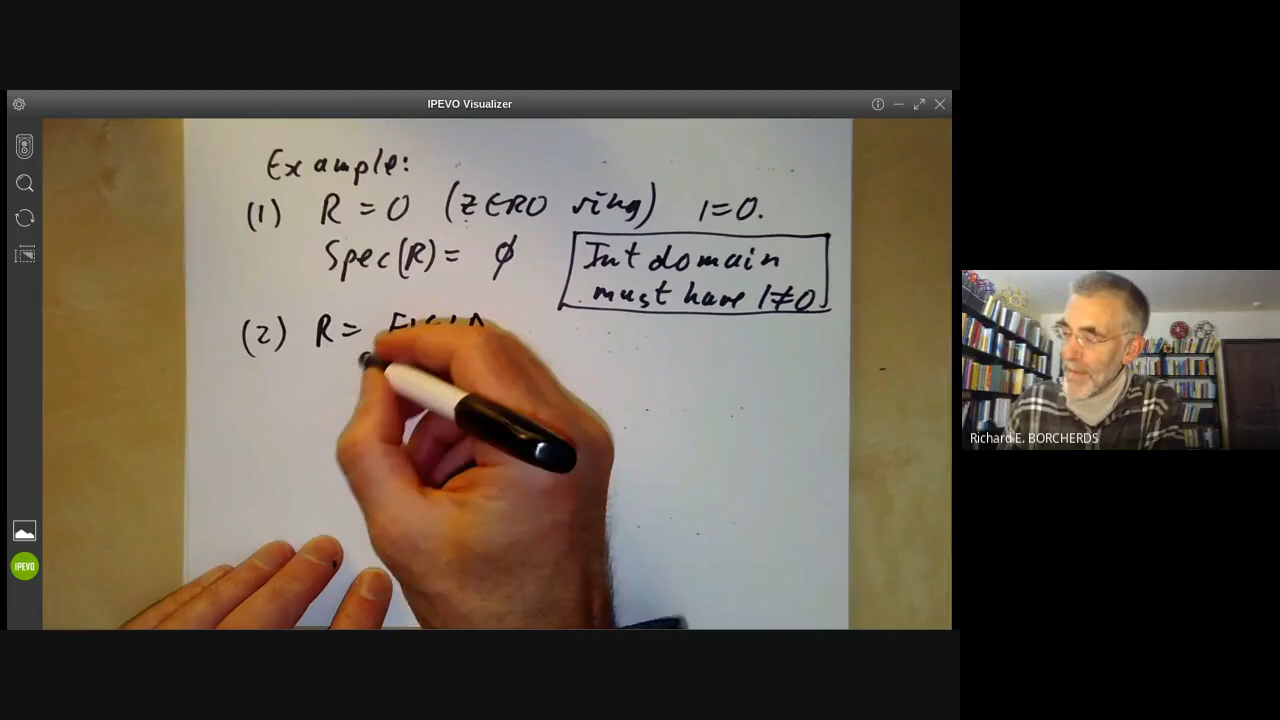 IPEVO Visualizer
Example:
(1) R = 0 (ZERO ring) 1=0.
Spec(R) = ∅
Int domain
must have 1≠0
(2) R = FIELD
Richard E. BORCHERDS
IPEVO